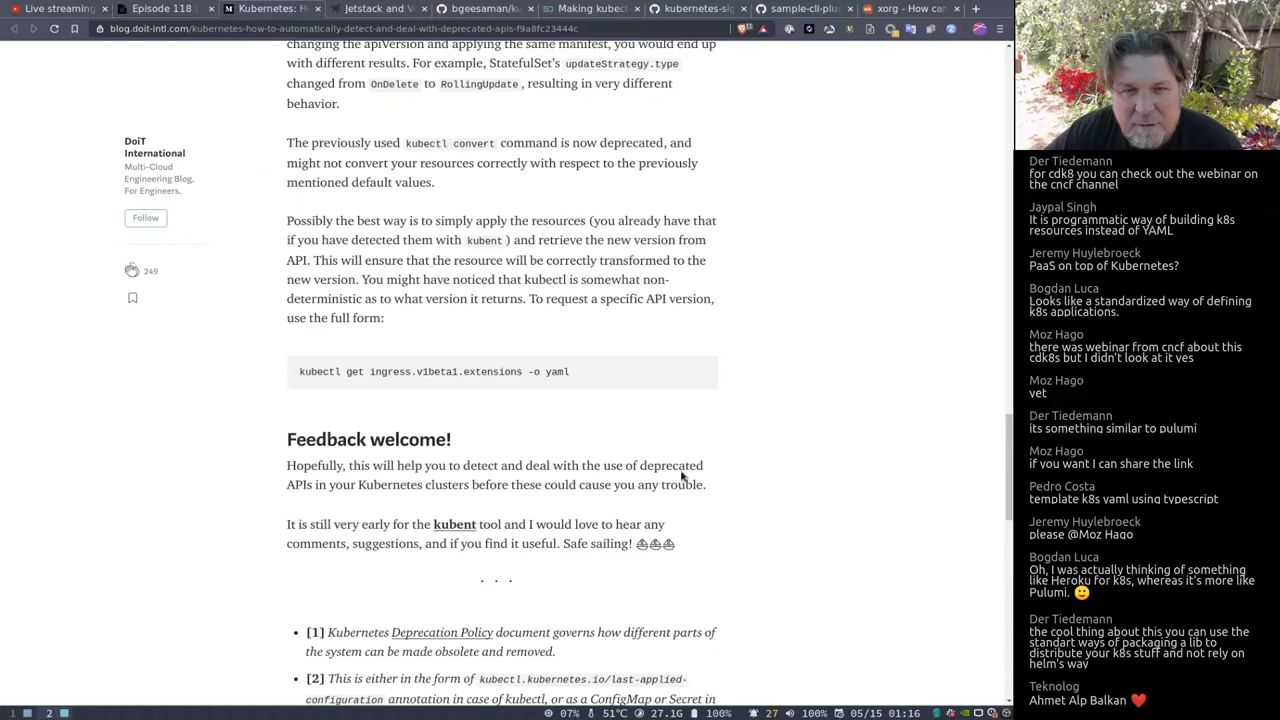 Live streaming
Episode 118
Kubernetes: H
Jetstack and V
bgeesaman/ku
Making kubect
kubernetes-sig
sample-cli-plu
xorg - How can
blog.doit-intl.com/kubernetes-how-to-automatically-detect-and-deal-with-deprecated-apis-f9a8fc23444c
changing the apiVersion and applying the same manifest, you would end up
with different results. For example, StatefulSet's updateStrategy.type
changed from OnDelete to RollingUpdate, resulting in very different
behavior.
DoiT
International
Multi-Cloud
Engineering Blog.
For Engineers.
Follow
249
The previously used kubectl convert command is now deprecated, and
might not convert your resources correctly with respect to the previously
mentioned default values.
Possibly the best way is to simply apply the resources (you already have that
if you have detected them with kubent) and retrieve the new version from
API. This will ensure that the resource will be correctly transformed to the
new version. You might have noticed that kubectl is somewhat non-
deterministic as to what version it returns. To request a specific API version,
use the full form:
kubectl get ingress.v1beta1.extensions -o yaml
Feedback welcome!
Hopefully, this will help you to detect and deal with the use of deprecated
APIs in your Kubernetes clusters before these could cause you any trouble.
It is still very early for the kubent tool and I would love to hear any
comments, suggestions, and if you find it useful. Safe sailing! ⛵⛵⛵
. . .
[1] Kubernetes Deprecation Policy document governs how different parts of
the system can be made obsolete and removed.
[2] This is either in the form of kubectl.kubernetes.io/last-applied-
configuration annotation in case of kubectl, or as a ConfigMap or Secret in
Der Tiedemann
for cdk8 you can check out the webinar on
the cncf channel
Jaypal Singh
It is programmatic way of building k8s
resources instead of YAML
Jeremy Huylebroeck
PaaS on top of Kubernetes?
Bogdan Luca
Looks like a standardized way of defining
k8s applications.
Moz Hago
there was webinar from cncf about this
cdk8s but I didn't look at it yes
Moz Hago
yet
Der Tiedemann
its something similar to pulumi
Moz Hago
if you want I can share the link
Pedro Costa
template k8s yaml using typescript
Jeremy Huylebroeck
please @Moz Hago
Bogdan Luca
Oh, I was actually thinking of something
like Heroku for k8s, whereas it's more like
Pulumi. 🙂
Der Tiedemann
the cool thing about this you can use the
standart ways of packaging a lib to
distribute your k8s stuff and not rely on
helm's way
Teknolog
Ahmet Alp Balkan ❤️
1 2 07% 51°C 27.1G 100% 27 100% 05/15 01:16